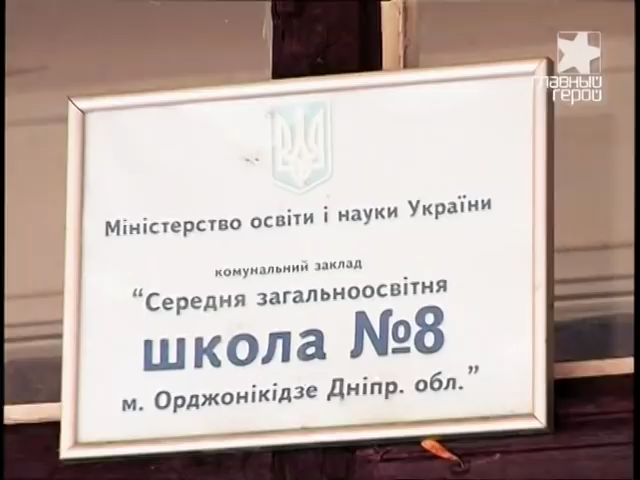 главный
герой
Міністерство освіти і науки України
комунальний заклад
“Середня загальноосвітня
школа №8
м. Орджонікідзе Дніпр. обл.”